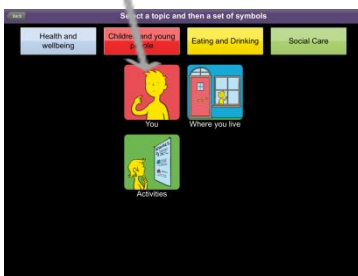 Back
Select a topic and then a set of symbols
Health and
wellbeing
Children and young
people
Eating and Drinking
Social Care
You
Where you live
Activities